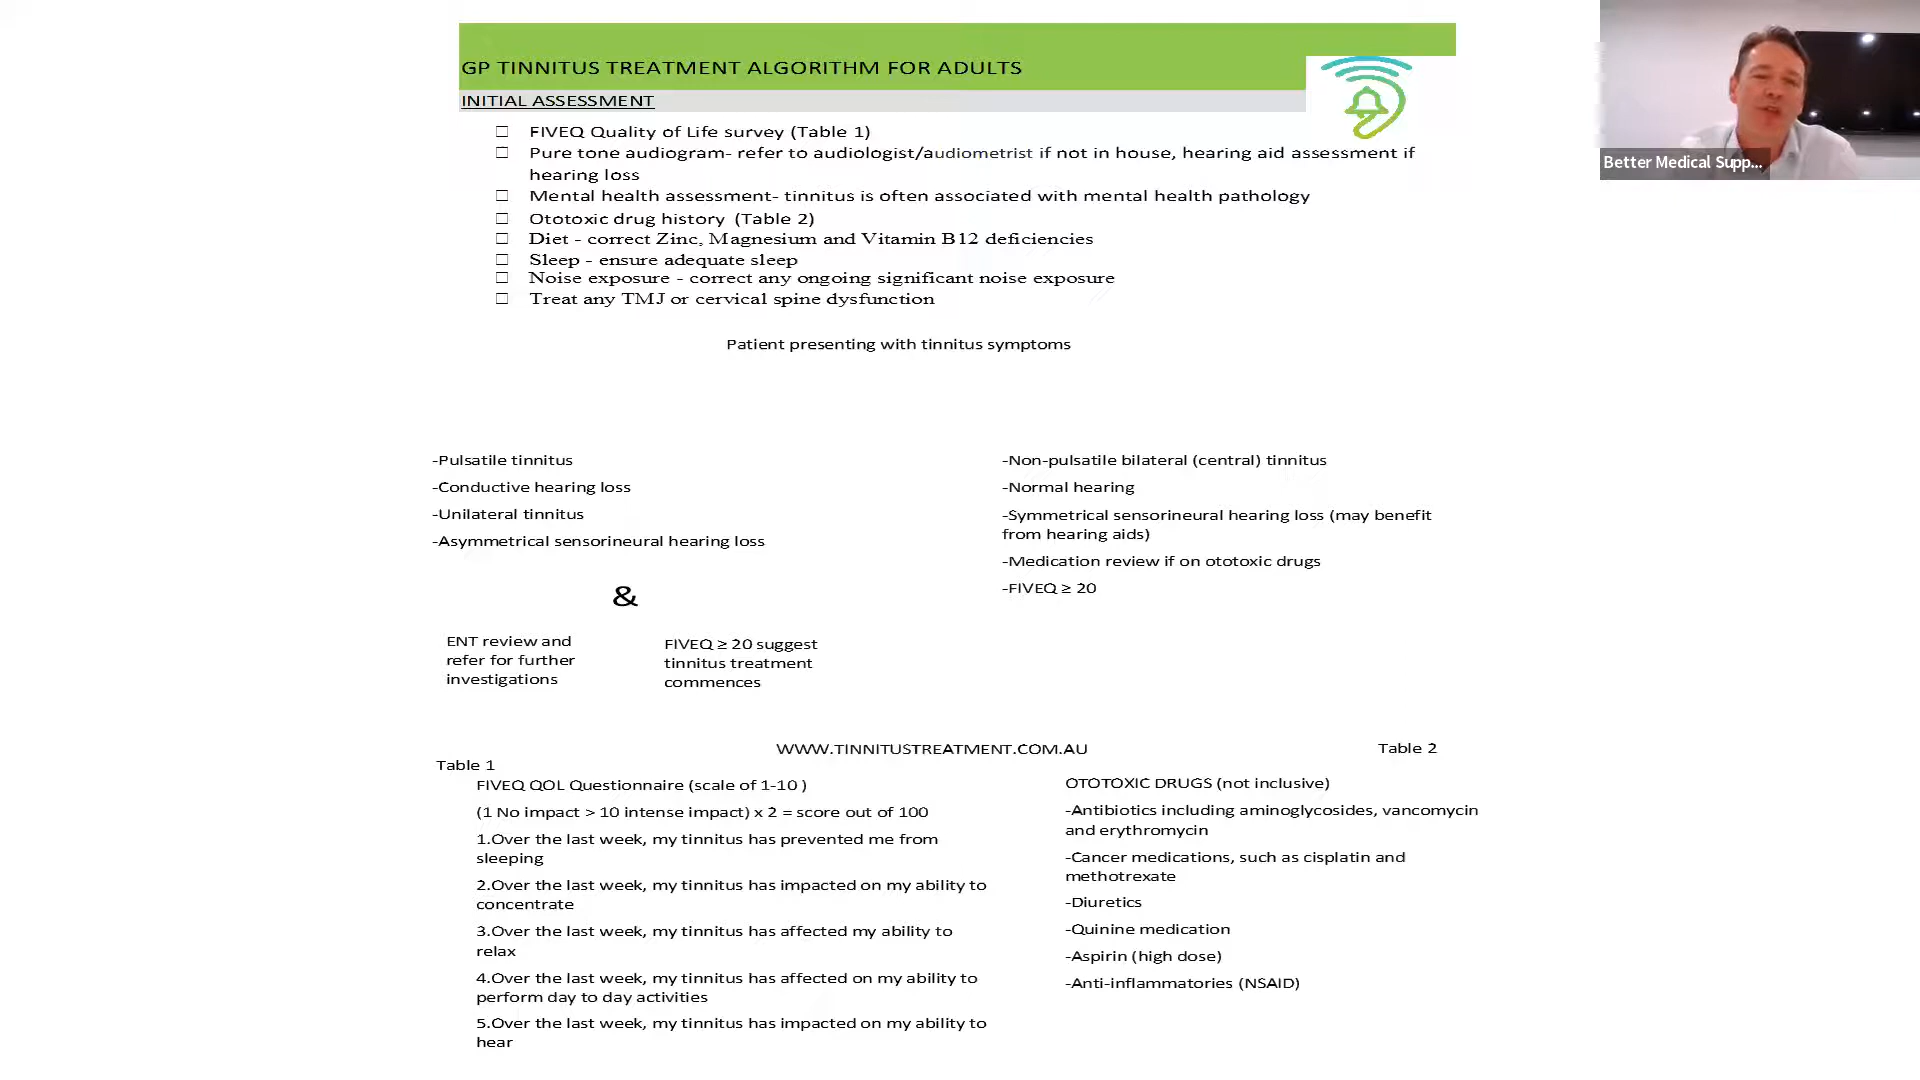 GP TINNITUS TREATMENT ALGORITHM FOR ADULTS
INITIAL ASSESSMENT
☐ FIVEQ Quality of Life survey (Table 1)
☐ Pure tone audiogram- refer to audiologist/audiometrist if not in house, hearing aid assessment if
hearing loss
☐ Mental health assessment- tinnitus is often associated with mental health pathology
☐ Ototoxic drug history (Table 2)
☐ Diet - correct Zinc, Magnesium and Vitamin B12 deficiencies
☐ Sleep - ensure adequate sleep
☐ Noise exposure - correct any ongoing significant noise exposure
☐ Treat any TMJ or cervical spine dysfunction
Better Medical Supp...
Patient presenting with tinnitus symptoms
-Pulsatile tinnitus
-Conductive hearing loss
-Unilateral tinnitus
-Asymmetrical sensorineural hearing loss
&
ENT review and
refer for further
investigations
FIVEQ ≥ 20 suggest
tinnitus treatment
commences
-Non-pulsatile bilateral (central) tinnitus
-Normal hearing
-Symmetrical sensorineural hearing loss (may benefit
from hearing aids)
-Medication review if on ototoxic drugs
-FIVEQ ≥ 20
WWW.TINNITUSTREATMENT.COM.AU
Table 1
FIVEQ QOL Questionnaire (scale of 1-10 )
(1 No impact > 10 intense impact) x 2 = score out of 100
1.Over the last week, my tinnitus has prevented me from
sleeping
2.Over the last week, my tinnitus has impacted on my ability to
concentrate
3.Over the last week, my tinnitus has affected my ability to
relax
4.Over the last week, my tinnitus has affected on my ability to
perform day to day activities
5.Over the last week, my tinnitus has impacted on my ability to
hear
Table 2
OTOTOXIC DRUGS (not inclusive)
-Antibiotics including aminoglycosides, vancomycin
and erythromycin
-Cancer medications, such as cisplatin and
methotrexate
-Diuretics
-Quinine medication
-Aspirin (high dose)
-Anti-inflammatories (NSAID)